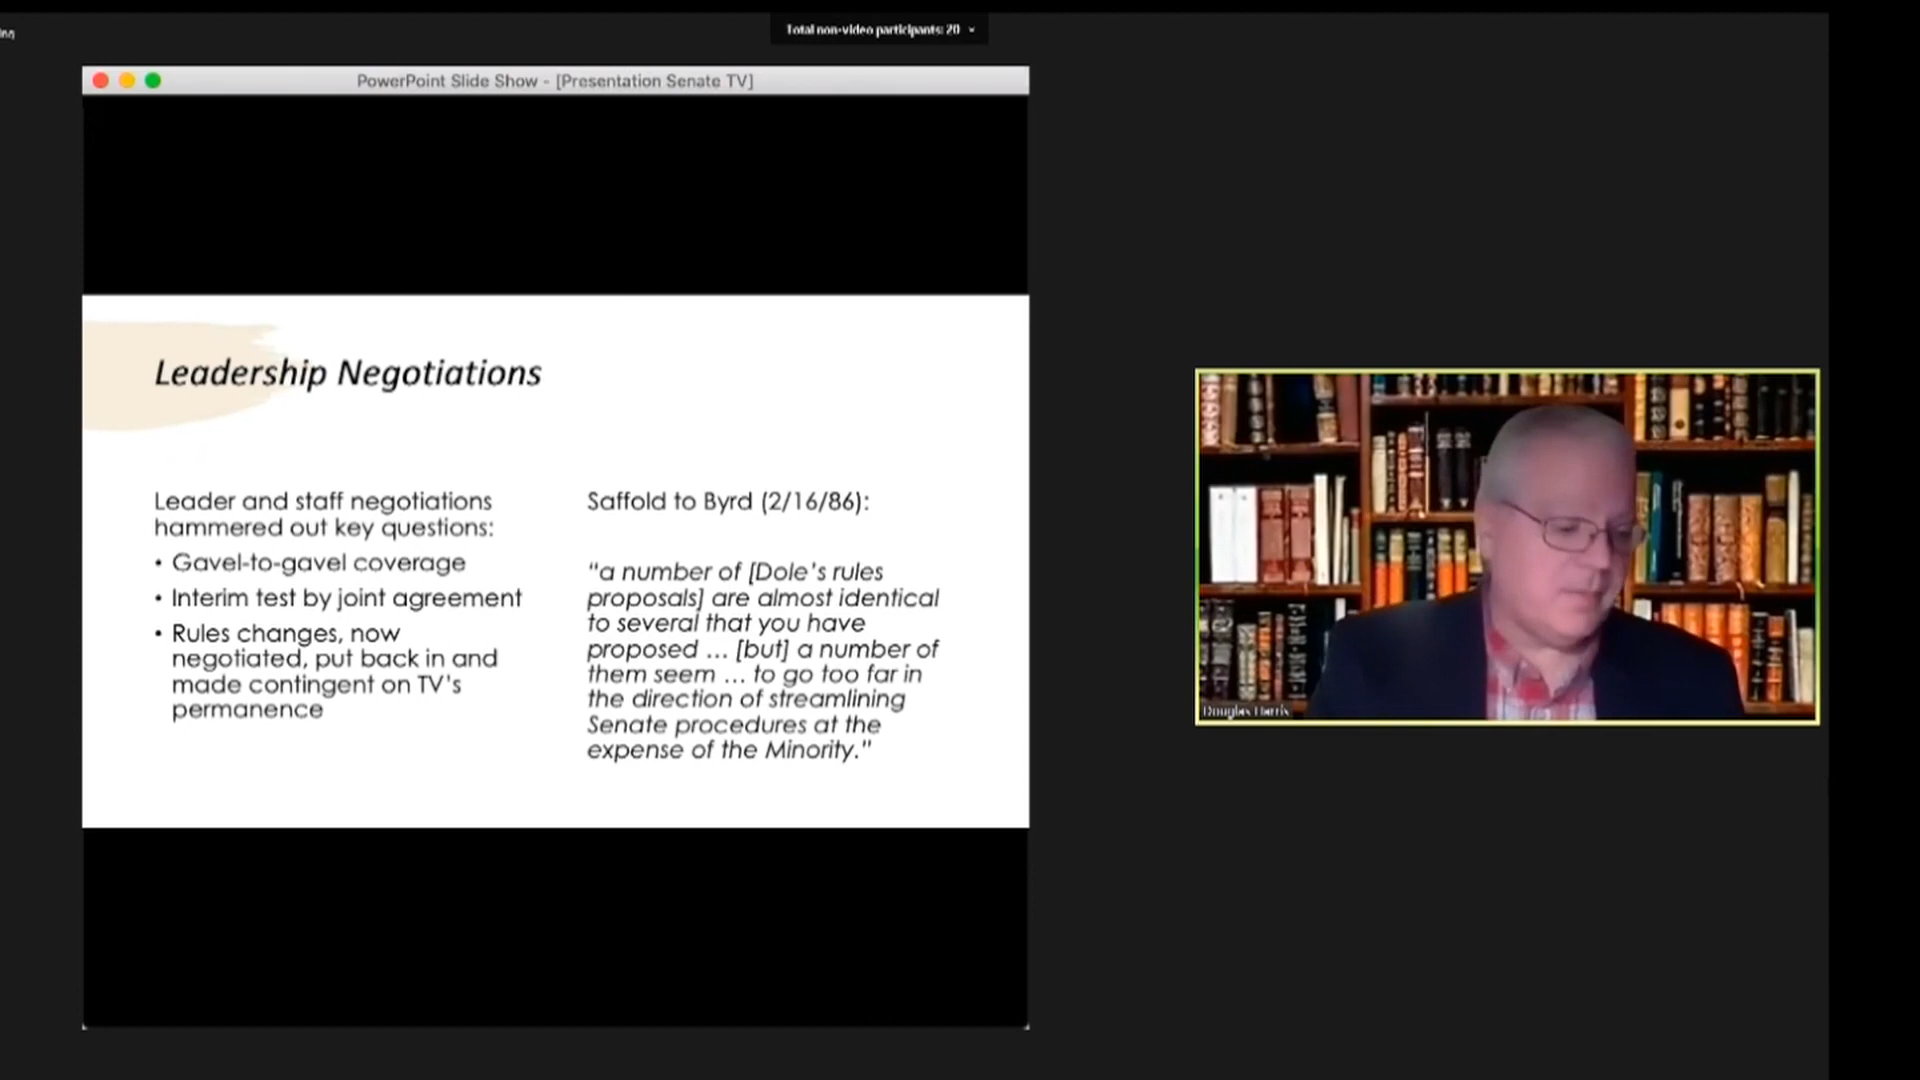 Total non-video participants: 20
PowerPoint Slide Show - [Presentation Senate TV]
Leadership Negotiations
Leader and staff negotiations
hammered out key questions:
• Gavel-to-gavel coverage
• Interim test by joint agreement
• Rules changes, now
negotiated, put back in and
made contingent on TV's
permanence
Saffold to Byrd (2/16/86):
“a number of [Dole's rules
proposals] are almost identical
to several that you have
proposed … [but] a number of
them seem … to go too far in
the direction of streamlining
Senate procedures at the
expense of the Minority.”
Douglas Harris